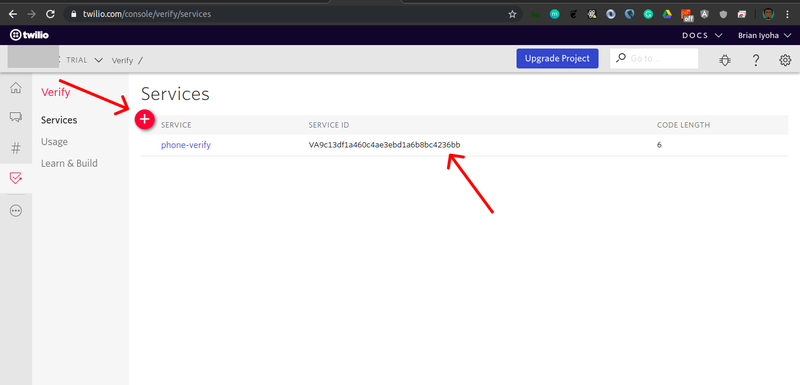 twilio.com/console/verify/services
off
twilio
DOCS
Brian Iyoha
TRIAL
Verify /
Upgrade Project
Go to...
Verify
Services
Usage
Learn & Build
Services
SERVICE
SERVICE ID
CODE LENGTH
phone-verify
VA9c13df1a460c4ae3ebd1a6b8bc4236bb
6